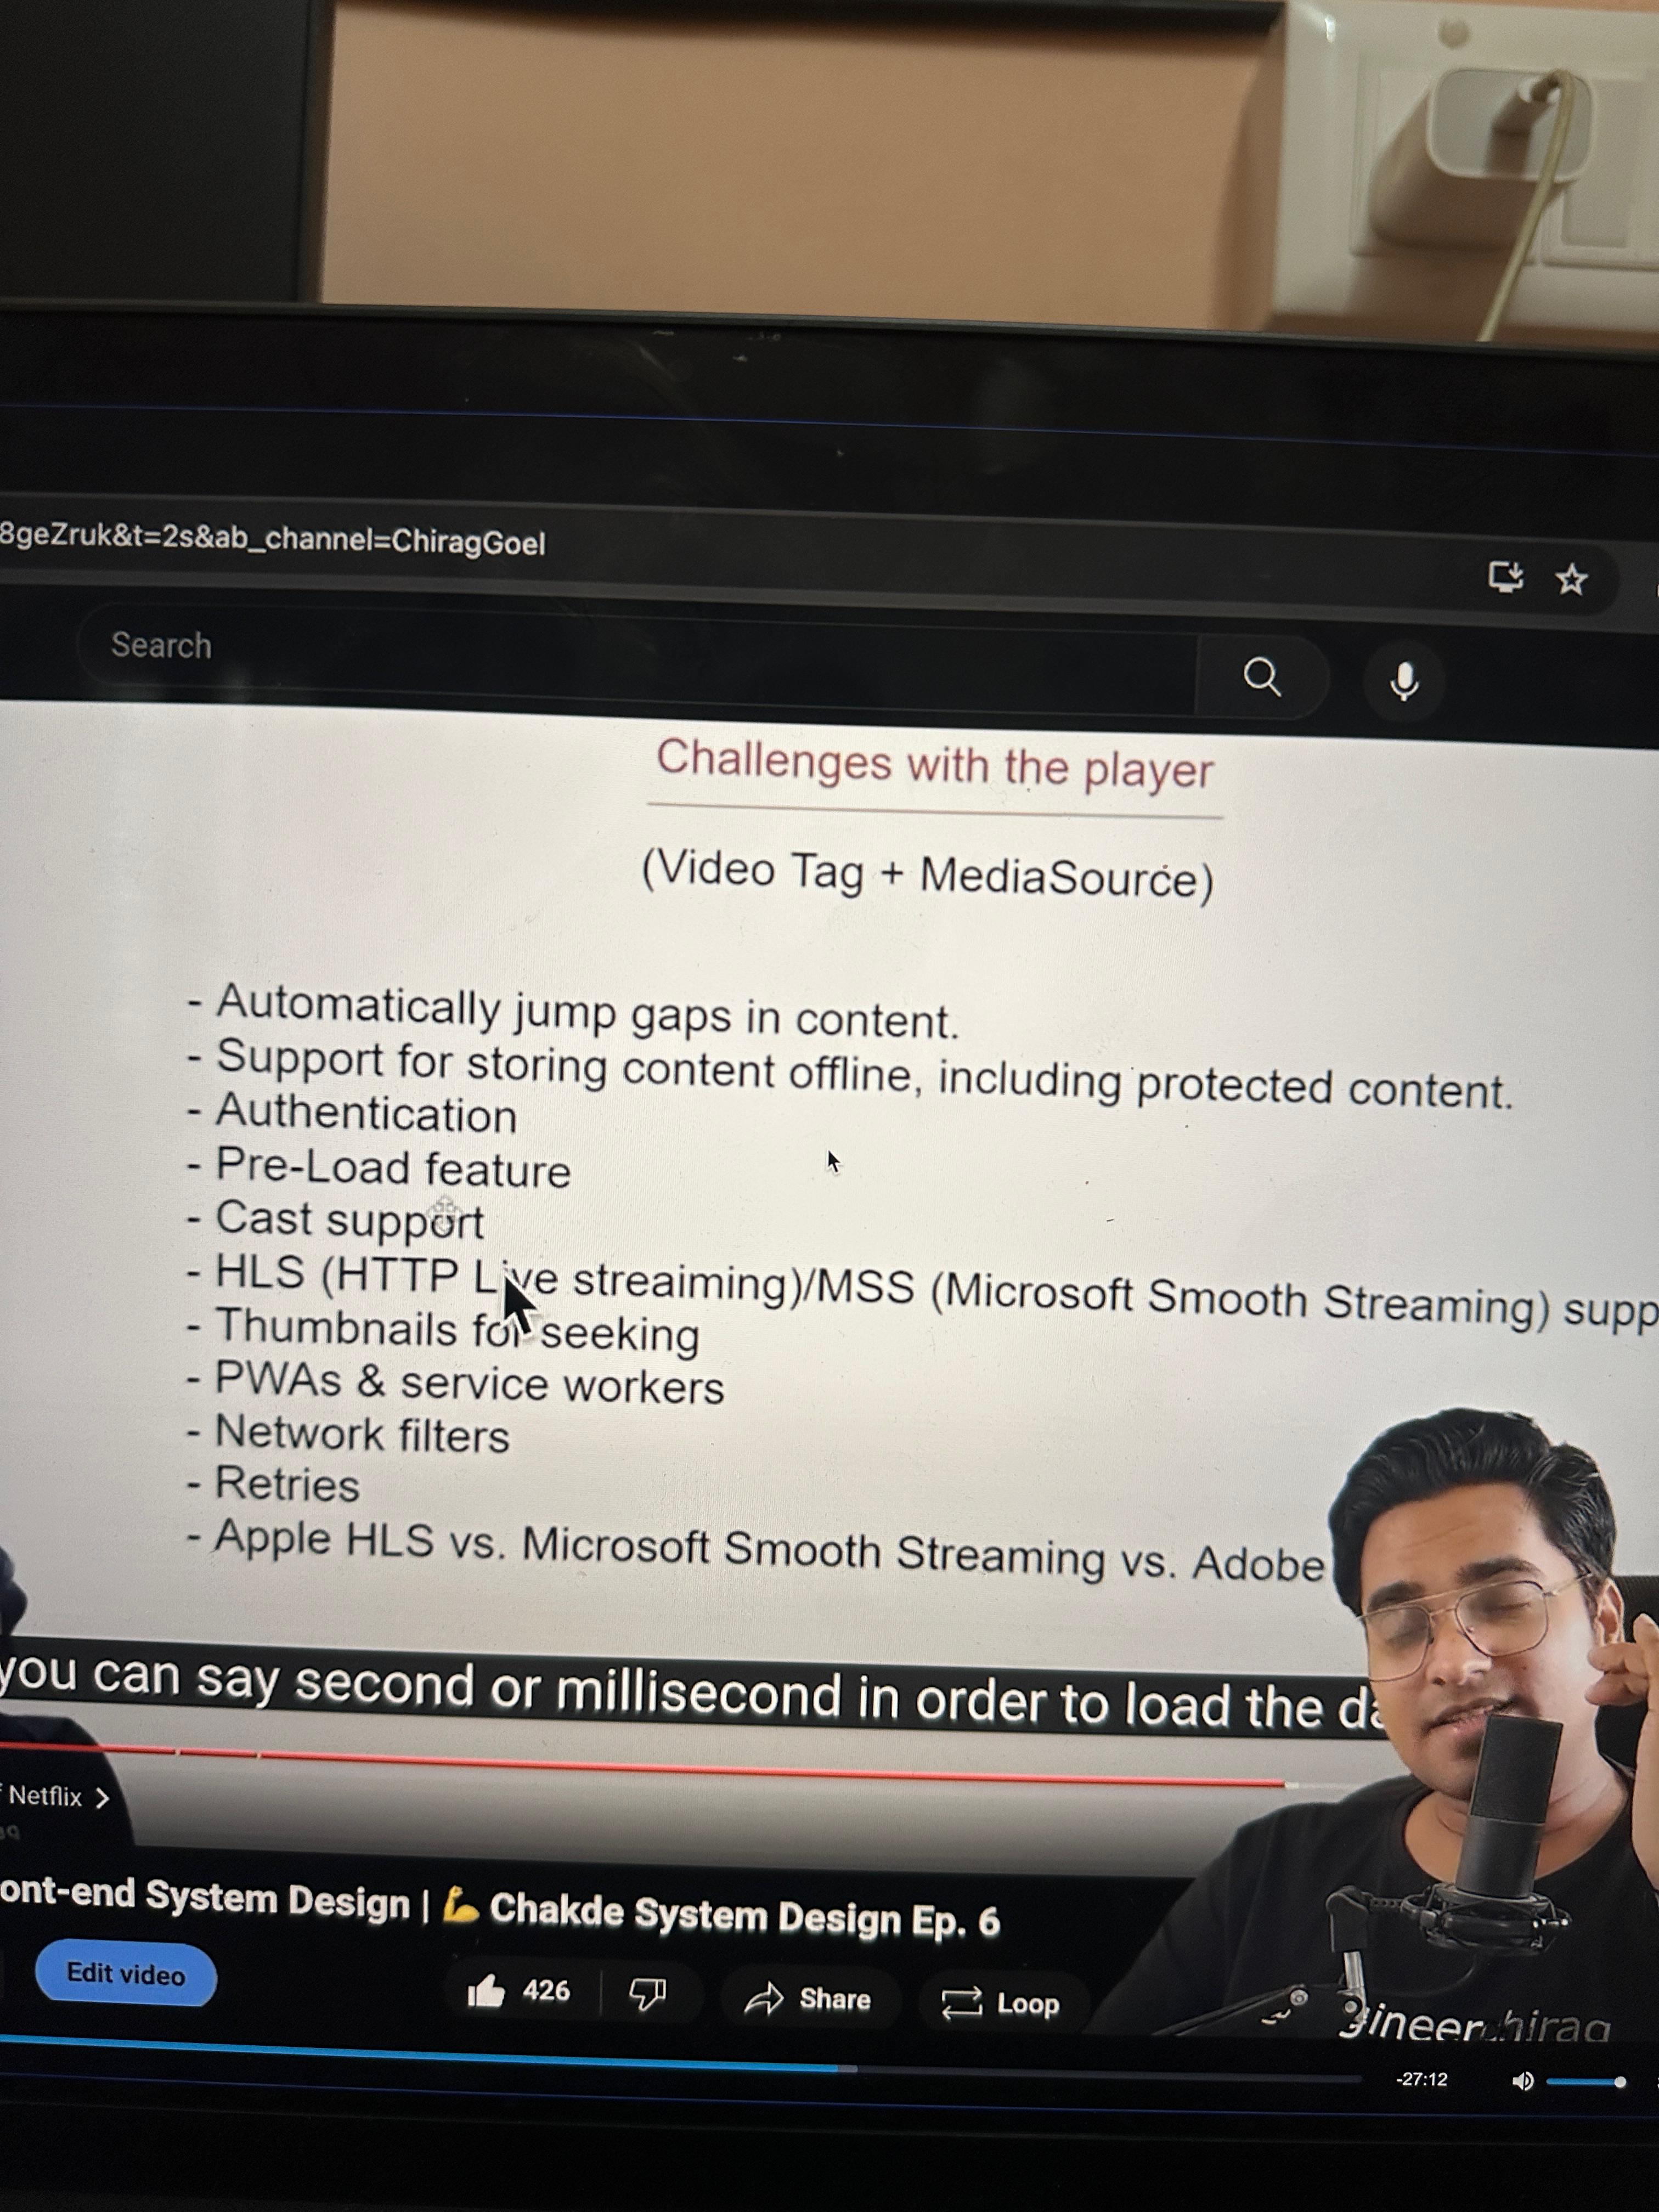 8geZruk&t=2s&ab_channel=ChiragGoel
Search
Challenges with the player
(Video Tag + MediaSource)
- Automatically jump gaps in content.
- Support for storing content offline, including protected content.
- Authentication
- Pre-Load feature
- Cast support
- HLS (HTTP Live streaiming)/MSS (Microsoft Smooth Streaming) supp
- Thumbnails for seeking
- PWAs & service workers
- Network filters
- Retries
- Apple HLS vs. Microsoft Smooth Streaming vs. Adobe
you can say second or millisecond in order to load the da
Netflix >
ont-end System Design | 💪 Chakde System Design Ep. 6
Edit video
426
Share
Loop
gineerchirag
-27:12